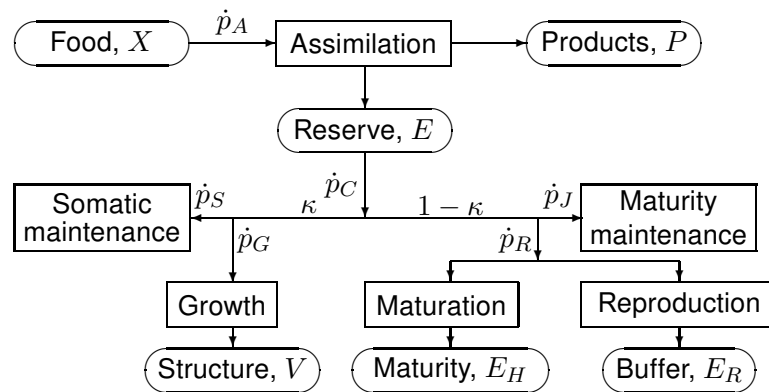 Food, X
ṗ_A
Assimilation
Products, P
Reserve, E
ṗ_C
Somatic
maintenance
ṗ_S
κ
1 − κ
ṗ_J
Maturity
maintenance
ṗ_G
ṗ_R
Growth
Maturation
Reproduction
Structure, V
Maturity, E_H
Buffer, E_R